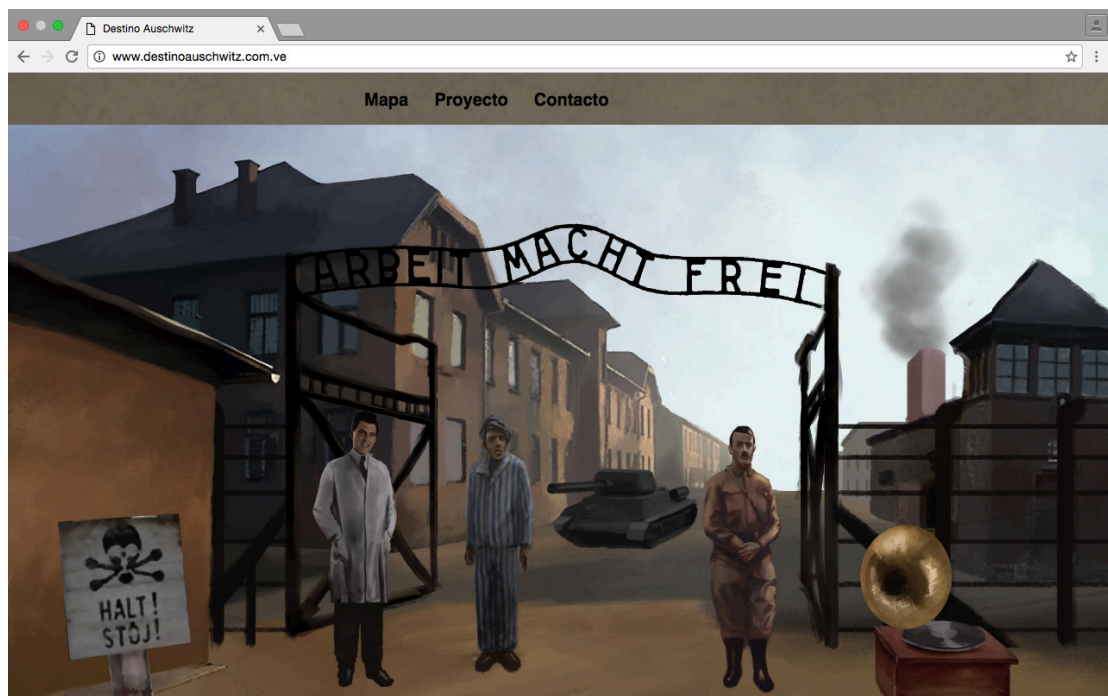 Destino Auschwitz
www.destinoauschwitz.com.ve
Mapa Proyecto Contacto
ARBEIT MACHT FREI
HALT!
STÓJ!